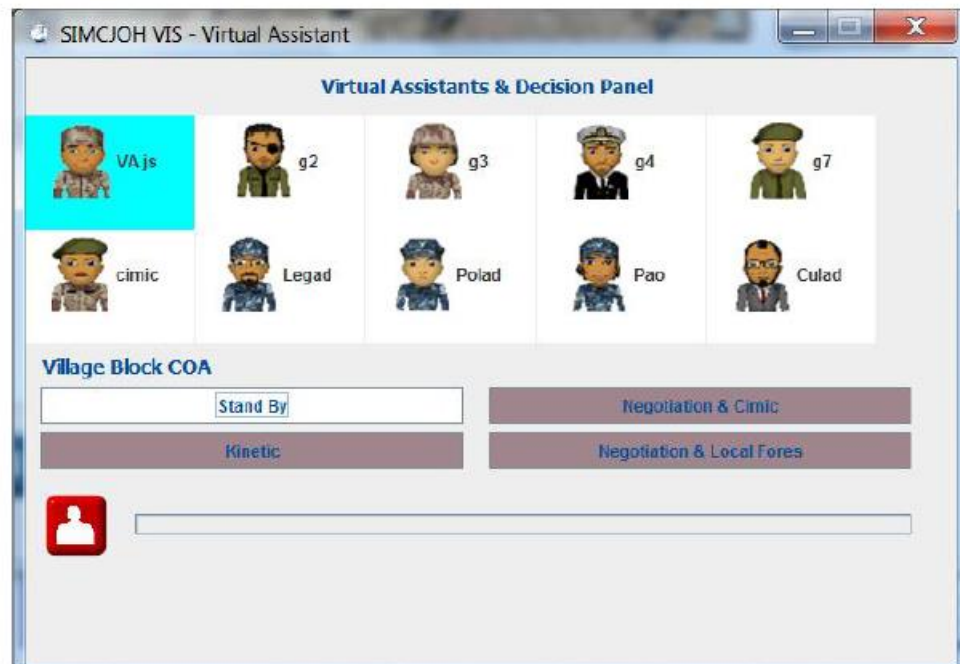 SIMCJOH VIS - Virtual Assistant
Virtual Assistants & Decision Panel
VA js g2 g3 g4 g7
cimic Legad Polad Pao Culad
Village Block COA
Stand By Negotiation & Cimic
Kinetic Negotiation & Local Fores